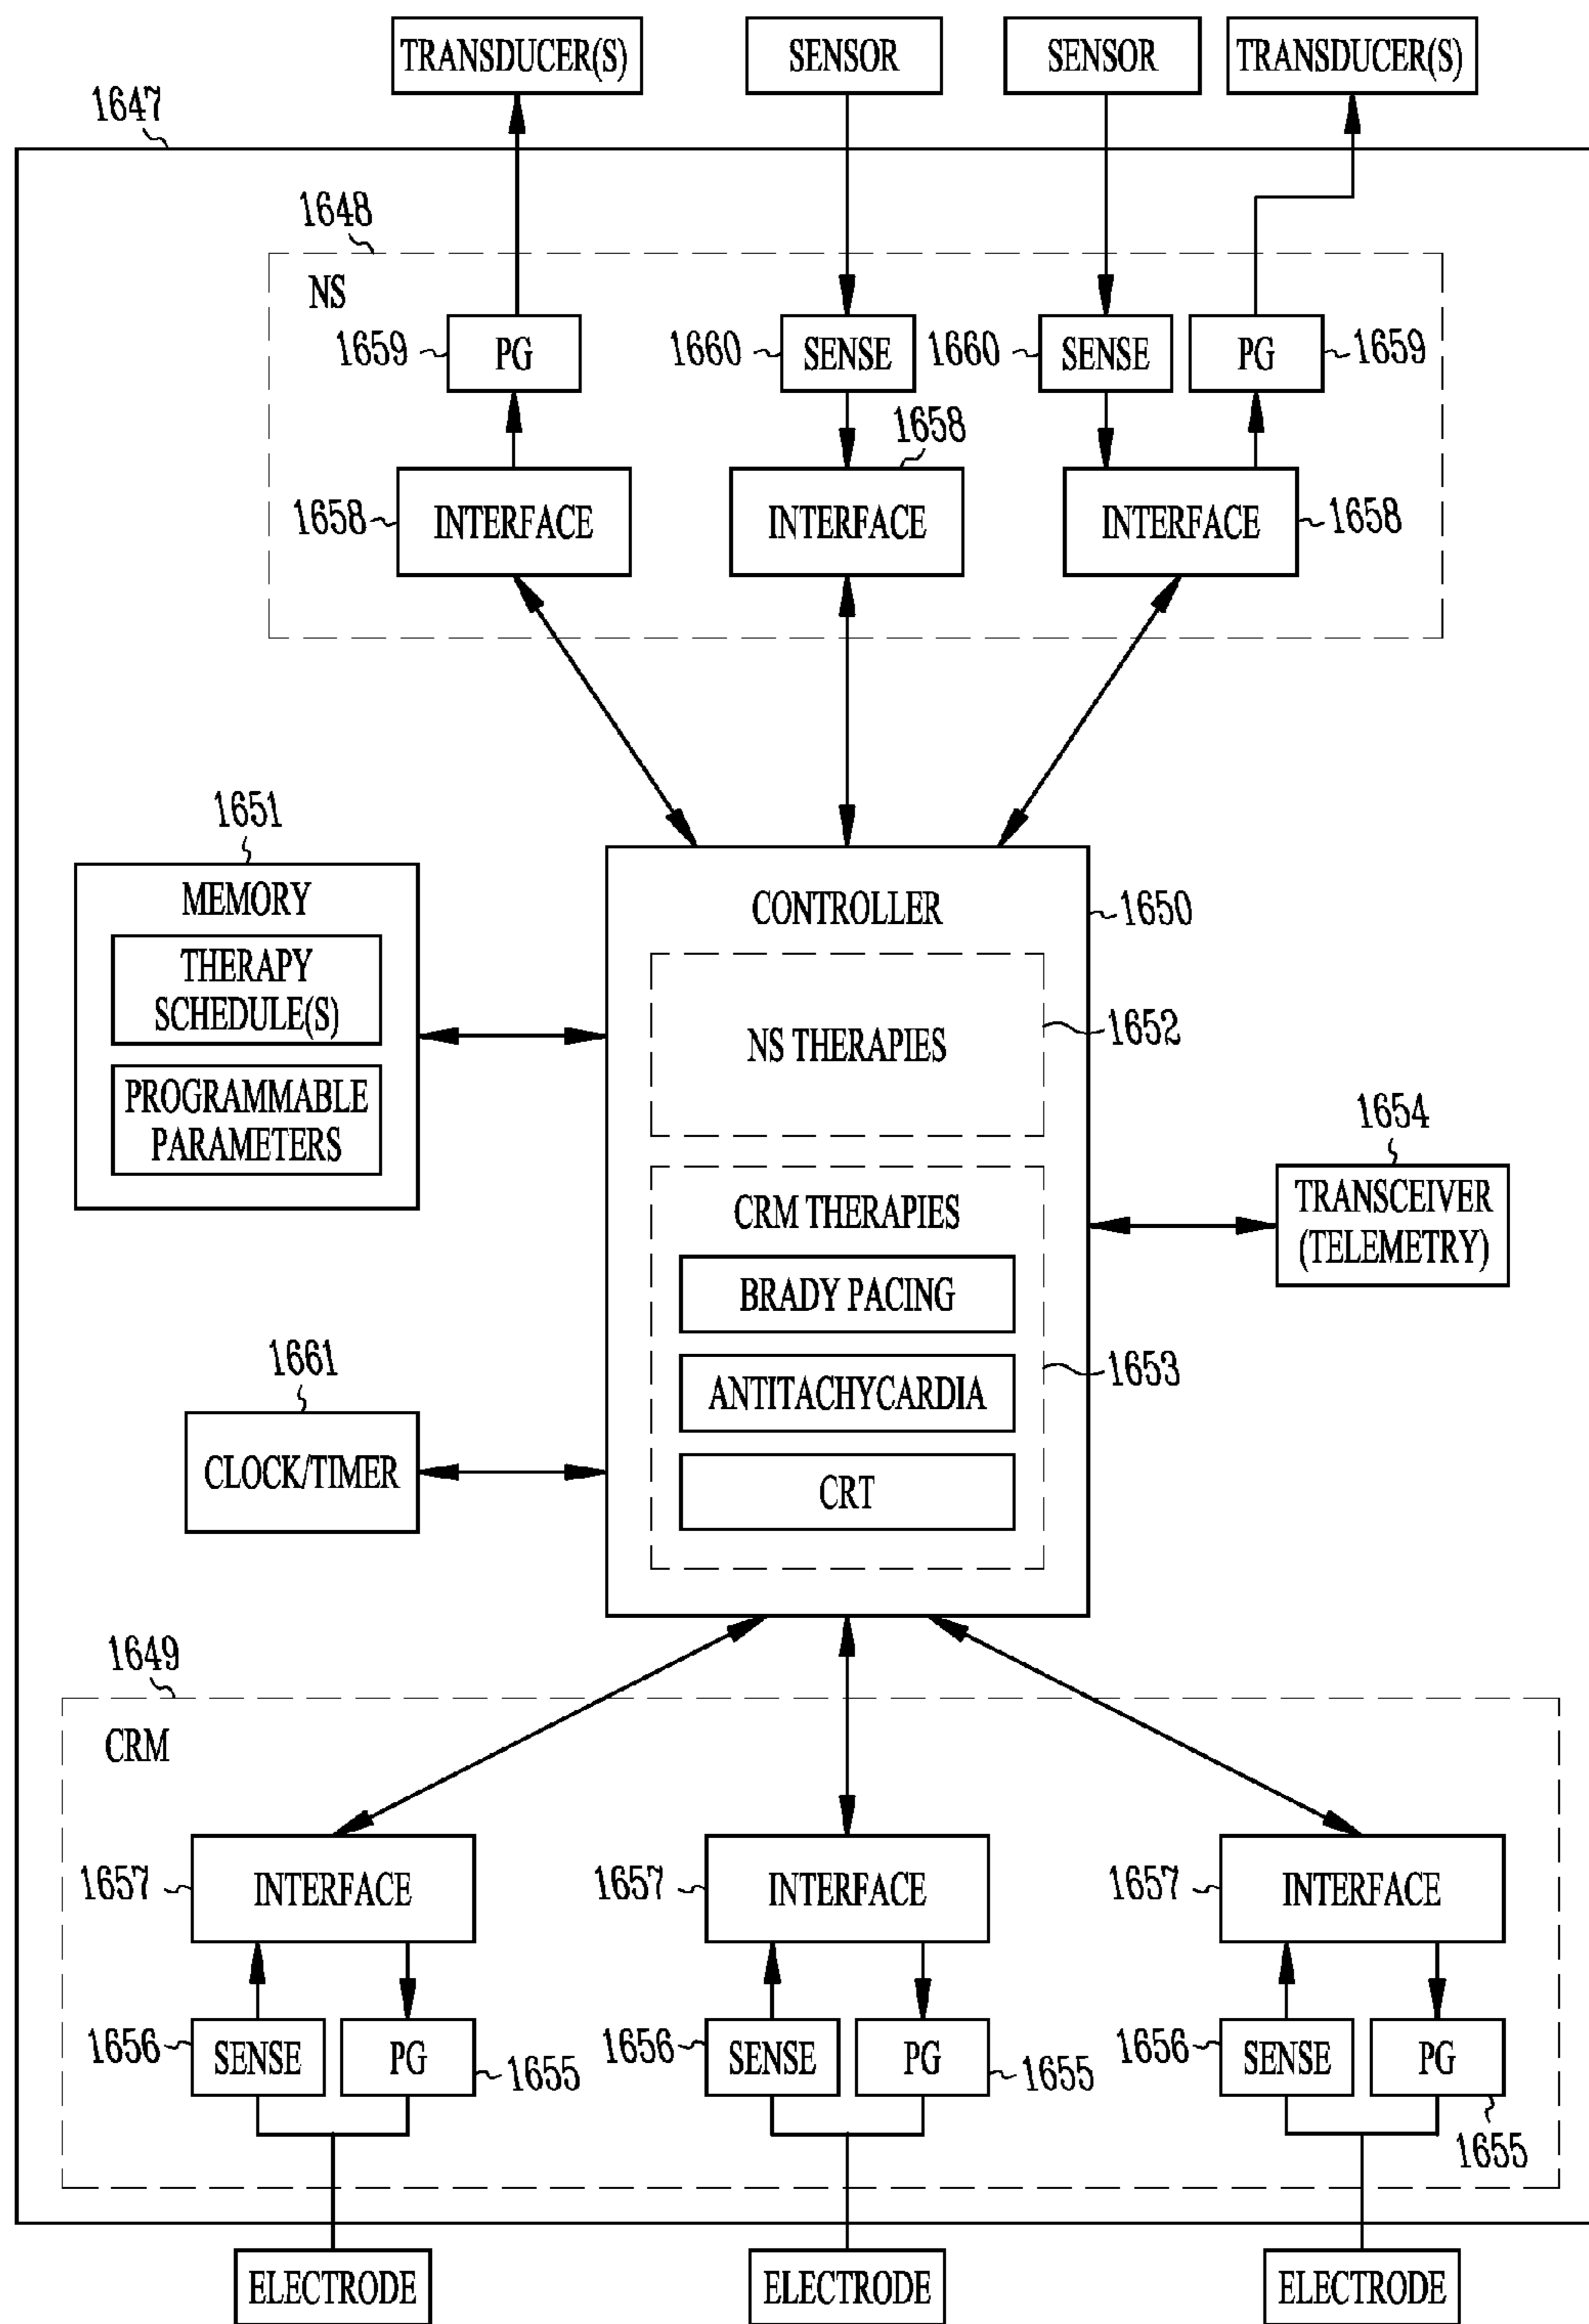 TRANSDUCER(S)
SENSOR
SENSOR
TRANSDUCER(S)
1647
1648
NS
1659
PG
1660
SENSE
1660
SENSE
PG
1659
1658
1658
INTERFACE
INTERFACE
INTERFACE
1658
1651
MEMORY
THERAPY
SCHEDULE(S)
PROGRAMMABLE
PARAMETERS
CONTROLLER
1650
NS THERAPIES
1652
1654
TRANSCEIVER
(TELEMETRY)
CRM THERAPIES
BRADY PACING
ANTITACHYCARDIA
1653
CRT
1661
CLOCK/TIMER
1649
CRM
1657
INTERFACE
1657
INTERFACE
1657
INTERFACE
1656
SENSE
PG
1655
1656
SENSE
PG
1655
1656
SENSE
PG
1655
ELECTRODE
ELECTRODE
ELECTRODE